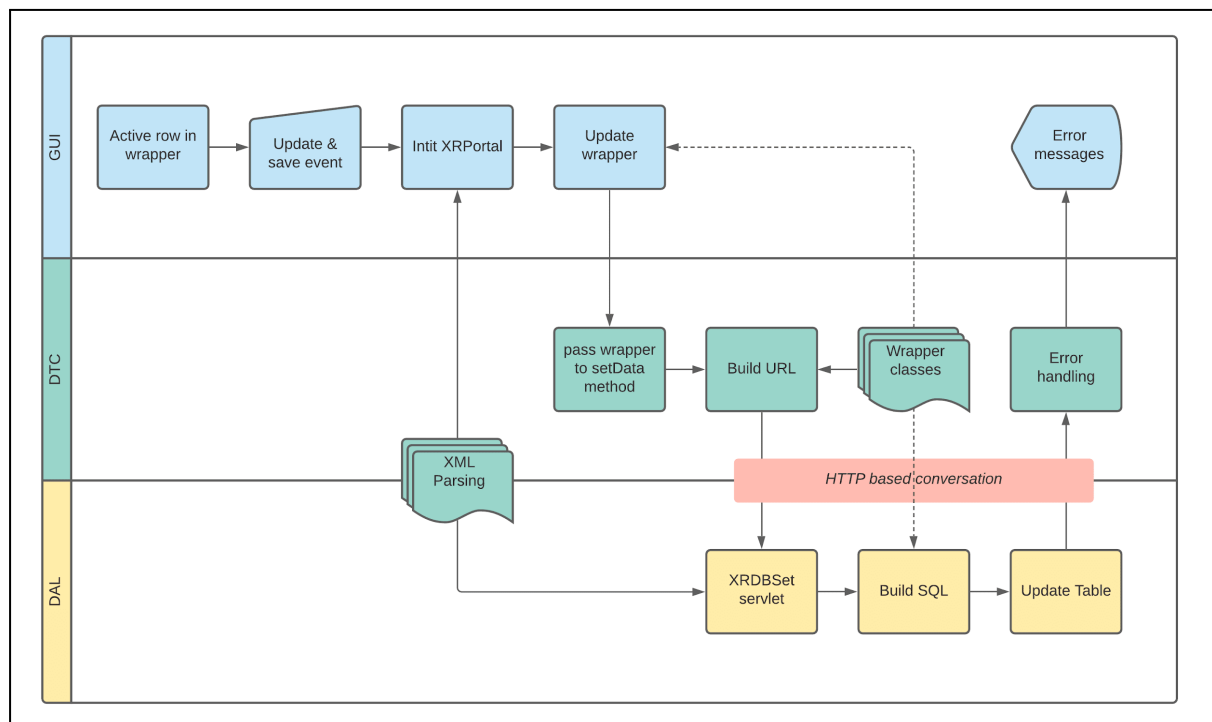 GUI
Active row in
wrapper
Update &
save event
Intit XRPortal
Update
wrapper
Error
messages
DTC
pass wrapper
to setData
method
Build URL
Wrapper
classes
Error
handling
XML
Parsing
HTTP based conversation
DAL
XRDBSet
servlet
Build SQL
Update Table